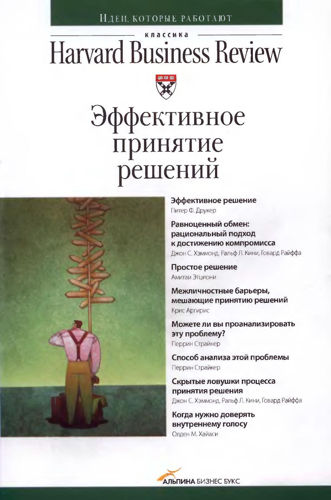 ИДЕИ, КОТОРЫЕ РАБОТАЮТ
классика
Harvard Business Review
Эффективное
принятие
решений
Эффективное решение
Питер Ф. Друкер
Равноценный обмен:
рациональный подход
к достижению компромисса
Джон С. Хэммонд, Ральф Л. Кини, Говард Райффа
Простое решение
Амитаи Этциони
Межличностные барьеры,
мешающие принятию решений
Крис Аргирис
Можете ли вы проанализировать
эту проблему?
Перрин Страйкер
Способ анализа этой проблемы
Перрин Страйкер
Скрытые ловушки процесса
принятия решения
Джон С. Хэммонд, Ральф Л. Кини, Говард Райффа
Когда нужно доверять
внутреннему голосу
Олден М. Хайаси
АЛЬПИНА БИЗНЕС БУКС